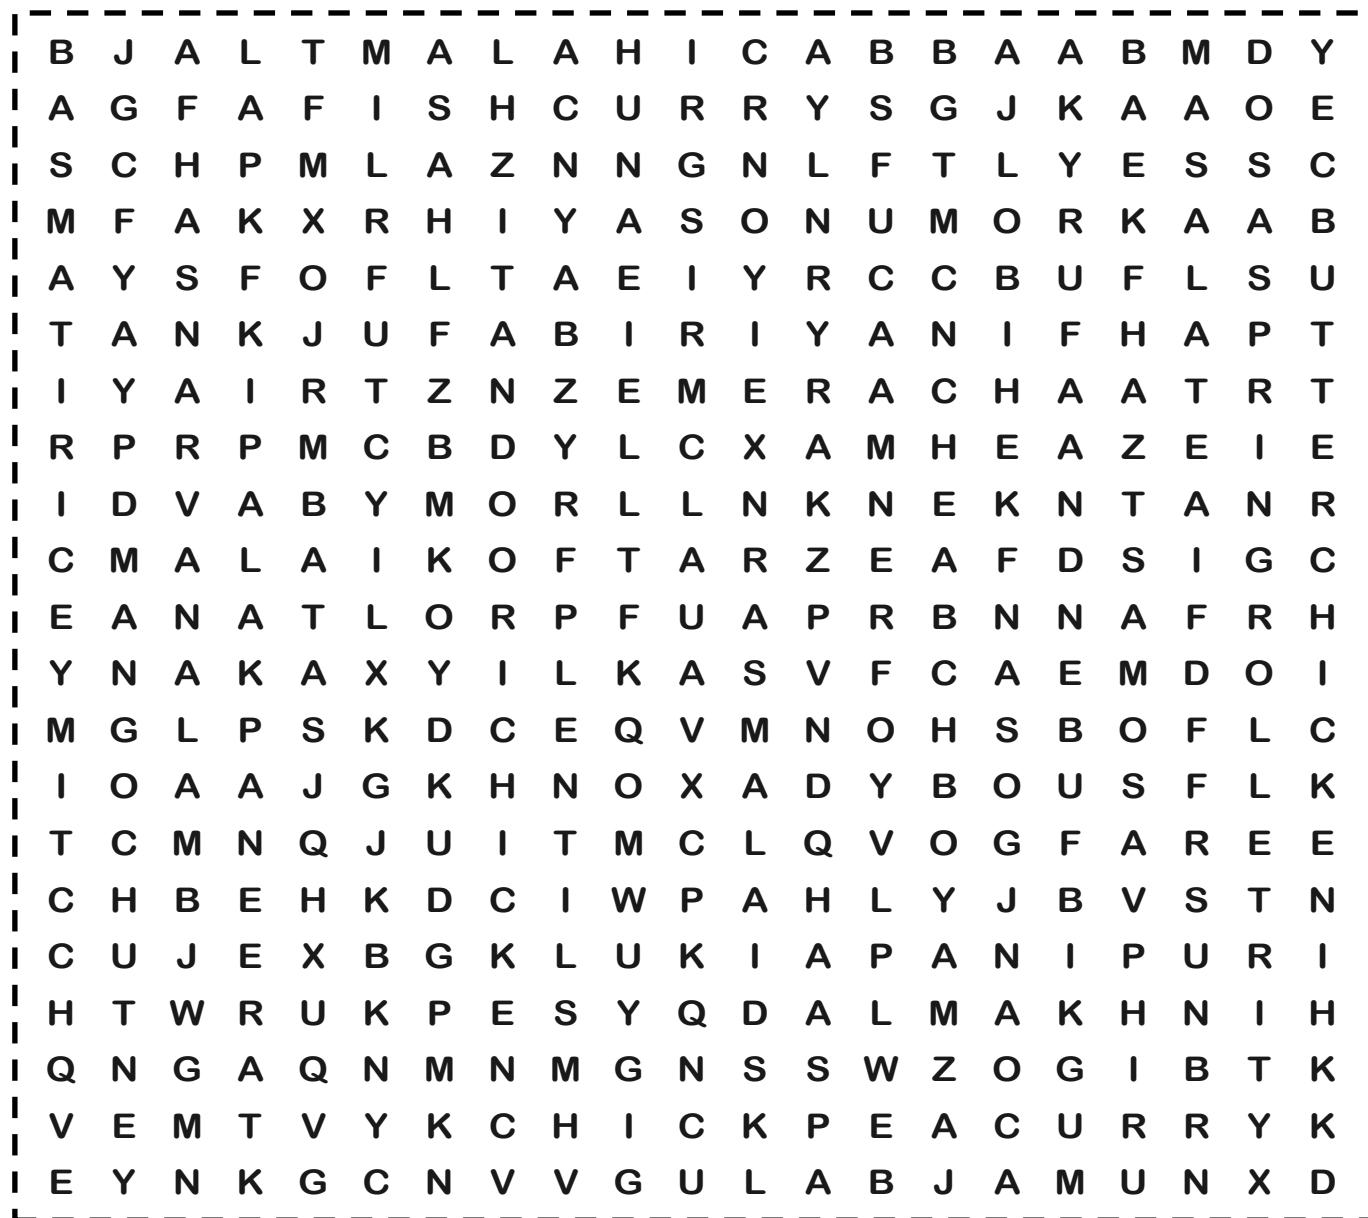 B J A L T M A L A H I C A B B A A B M D Y
A G F A F I S H C U R R Y S G J K A A O E
S C H P M L A Z N N G N L F T L Y E S S C
M F A K X R H I Y A S O N U M O R K A A B
A Y S F O F L T A E I Y R C C B U F L S U
T A N K J U F A B I R I Y A N I F H A P T
I Y A I R T Z N Z E M E R A C H A A T R T
R P R P M C B D Y L C X A M H E A Z E I E
I D V A B Y M O R L L N K N E K N T A N R
C M A L A I K O F T A R Z E A F D S I G C
E A N A T L O R P F U A P R B N N A F R H
Y N A K A X Y I L K A S V F C A E M D O I
M G L P S K D C E Q V M N O H S B O F L C
I O A A J G K H N O X A D Y B O U S F L K
T C M N Q J U I T M C L Q V O G F A R E E
C H B E H K D C I W P A H L Y J B V S T N
C U J E X B G K L U K I A P A N I P U R I
H T W R U K P E S Y Q D A L M A K H N I H
Q N G A Q N M N M G N S S W Z O G I B T K
V E M T V Y K C H I C K P E A C U R R Y K
E Y N K G C N V V G U L A B J A M U N X D